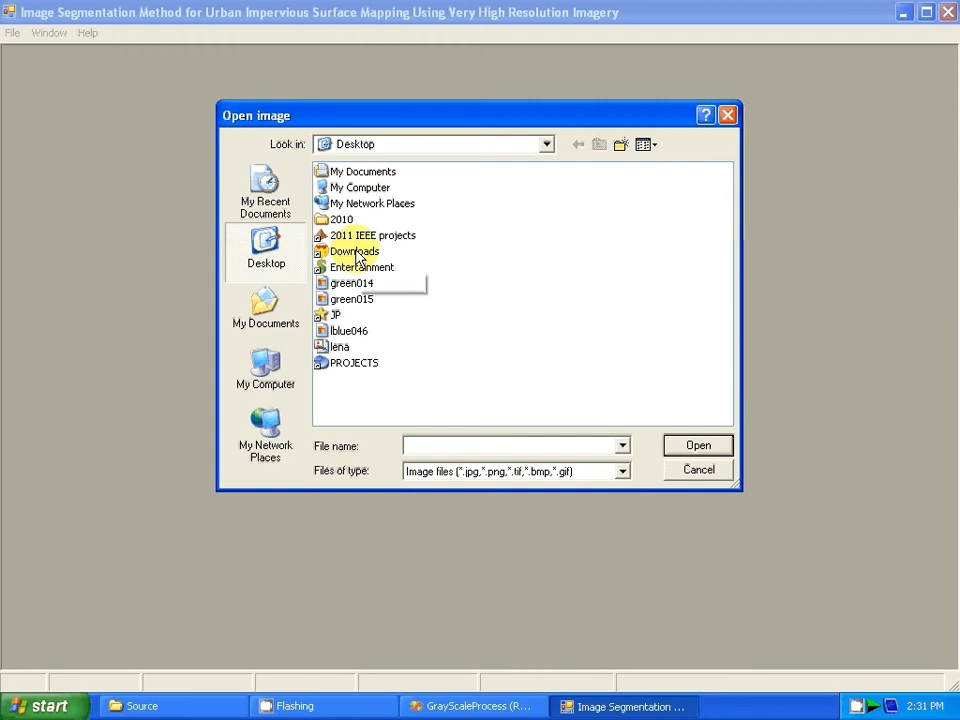 Image Segmentation Method for Urban Impervious Surface Mapping Using Very High Resolution Imagery
File Window Help
Open image
Look in: Desktop
My Recent Documents
Desktop
My Documents
My Computer
My Network Places
My Documents
My Computer
My Network Places
2010
2011 IEEE projects
Downloads
Entertainment
green014
green015
JP
lblue046
lena
PROJECTS
File name: Open
Files of type: Image files (*.jpg,*.png,*.tif,*.bmp,*.gif) Cancel
start Source Flashing GrayScaleProcess (R... Image Segmentation ... 2:31 PM